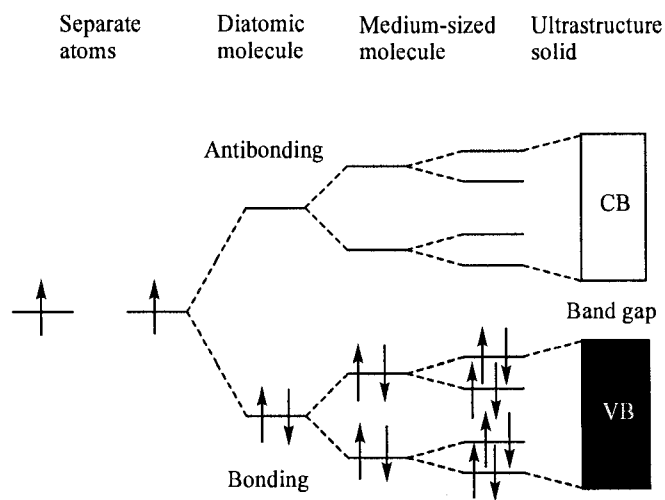 Separate
atoms
Diatomic
molecule
Medium-sized
molecule
Ultrastructure
solid
Antibonding
CB
Band gap
VB
Bonding